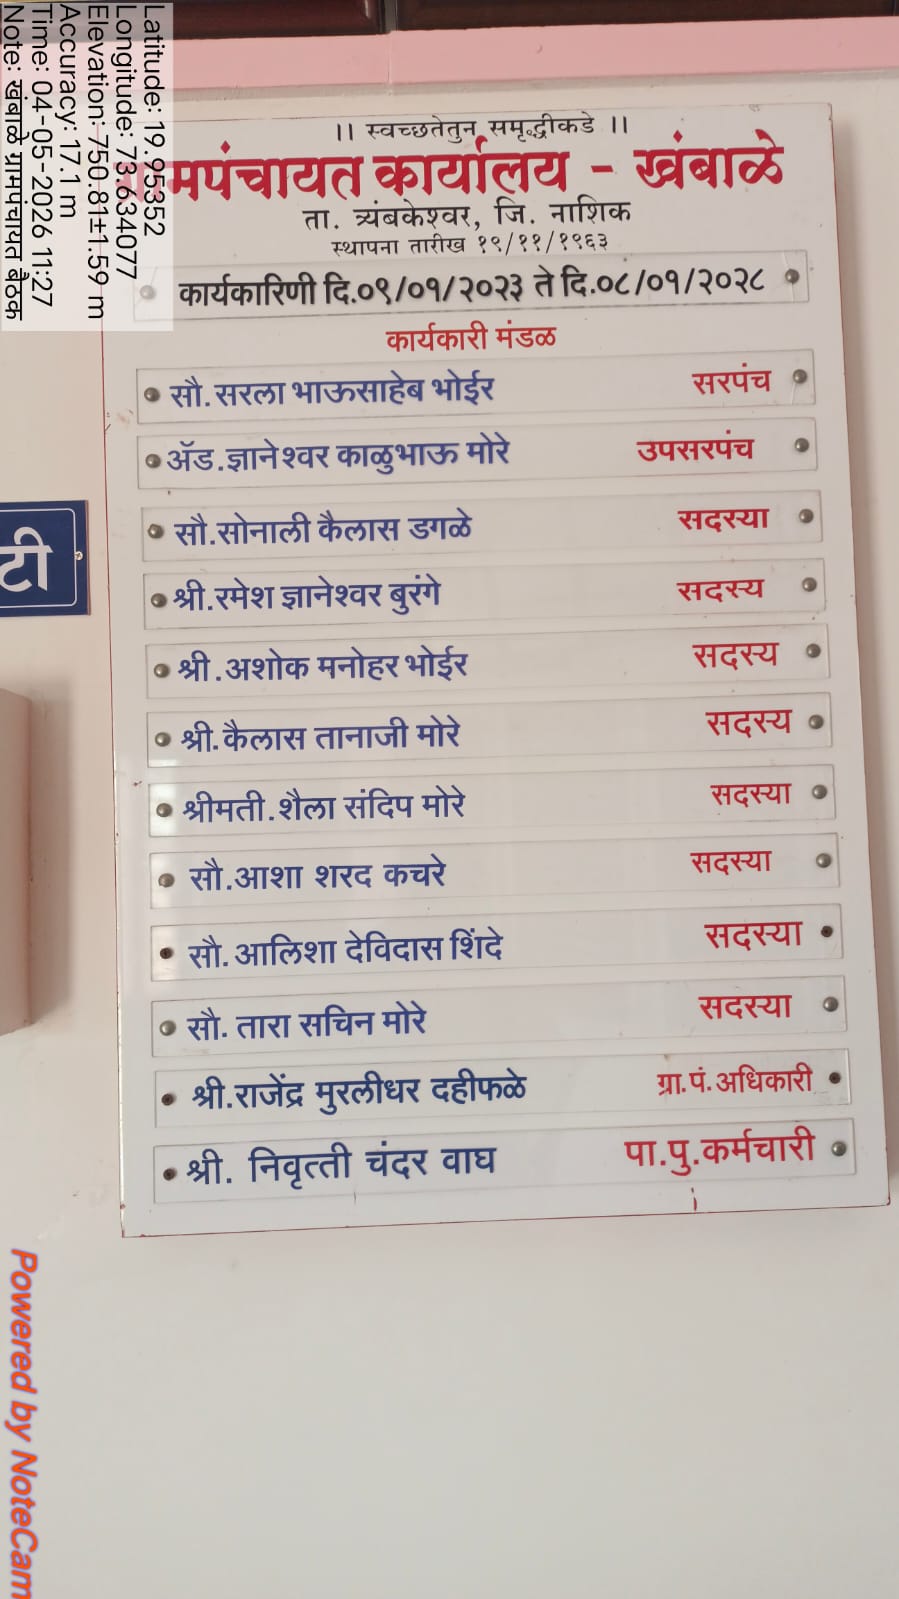 Latitude: 19.95352
Longitude: 73.634077
Elevation: 750.81±1.59 m
Accuracy: 17.1 m
Time: 04-05-2026 11:27
Note: खंबाळे ग्रामपंचायत बैठक
।। स्वच्छतेतुन समृद्धीकडे ।।
ग्रामपंचायत कार्यालय - खंबाळे
ता. त्र्यंबकेश्वर, जि. नाशिक
स्थापना तारीख १९/११/१९६३
कार्यकारिणी दि.०९/०१/२०२३ ते दि.०८/०१/२०२८
कार्यकारी मंडळ
सौ.सरला भाऊसाहेब भोईर सरपंच
ॲड.ज्ञानेश्वर काळुभाऊ मोरे उपसरपंच
सौ.सोनाली कैलास डगळे सदस्या
श्री.रमेश ज्ञानेश्वर बुरंगे सदस्य
श्री.अशोक मनोहर भोईर सदस्य
श्री.कैलास तानाजी मोरे सदस्य
श्रीमती.शैला संदिप मोरे सदस्या
सौ.आशा शरद कचरे सदस्या
सौ.आलिशा देविदास शिंदे सदस्या
सौ. तारा सचिन मोरे सदस्या
श्री.राजेंद्र मुरलीधर दहीफळे ग्रा.पं.अधिकारी
श्री. निवृत्ती चंदर वाघ पा.पु.कर्मचारी
टी
Powered by NoteCam